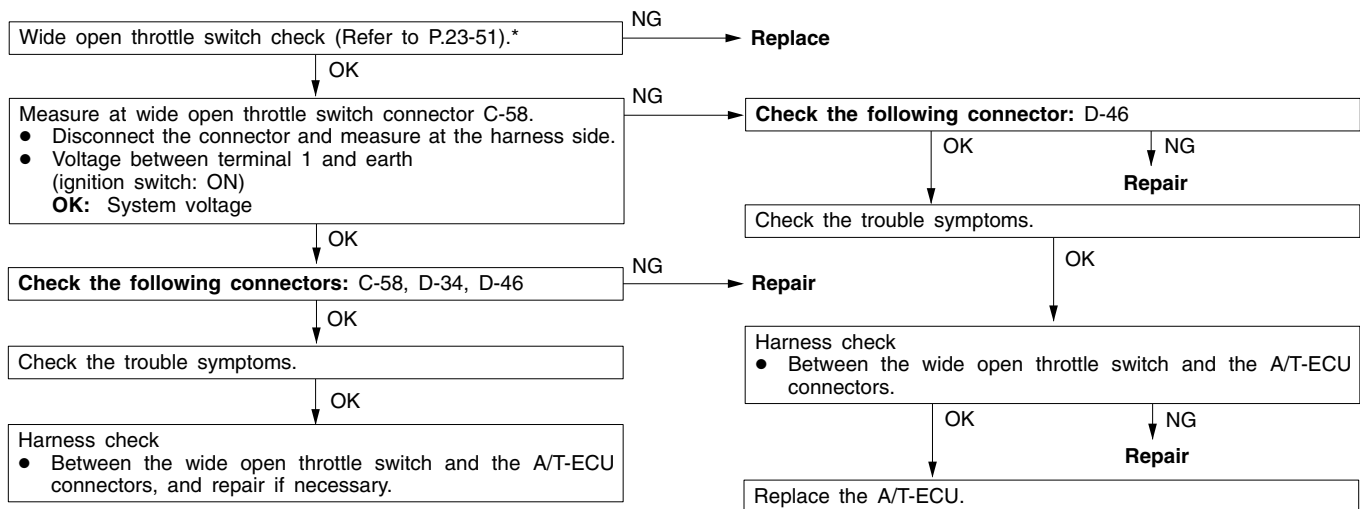 Wide open throttle switch check (Refer to P.23-51).*
NG
Replace
OK
Measure at wide open throttle switch connector C-58.
● Disconnect the connector and measure at the harness side.
● Voltage between terminal 1 and earth
(ignition switch: ON)
OK: System voltage
NG
Check the following connector: D-46
OK
NG
Repair
Check the trouble symptoms.
OK
Harness check
● Between the wide open throttle switch and the A/T-ECU
connectors.
OK
NG
Repair
Replace the A/T-ECU.
OK
Check the following connectors: C-58, D-34, D-46
NG
Repair
OK
Check the trouble symptoms.
OK
Harness check
● Between the wide open throttle switch and the A/T-ECU
connectors, and repair if necessary.